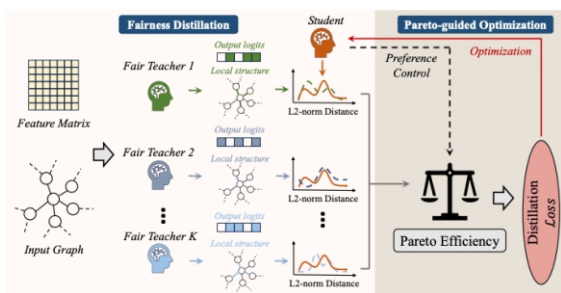 Fairness Distillation
Pareto-guided Optimization
Feature Matrix
Input Graph
Fair Teacher 1
Output logits
Local structure
Student
L2-norm Distance
Fair Teacher 2
Output logits
Local structure
L2-norm Distance
Fair Teacher K
Output logits
Local structure
L2-norm Distance
Preference
Control
Optimization
Pareto Efficiency
Distillation
Loss